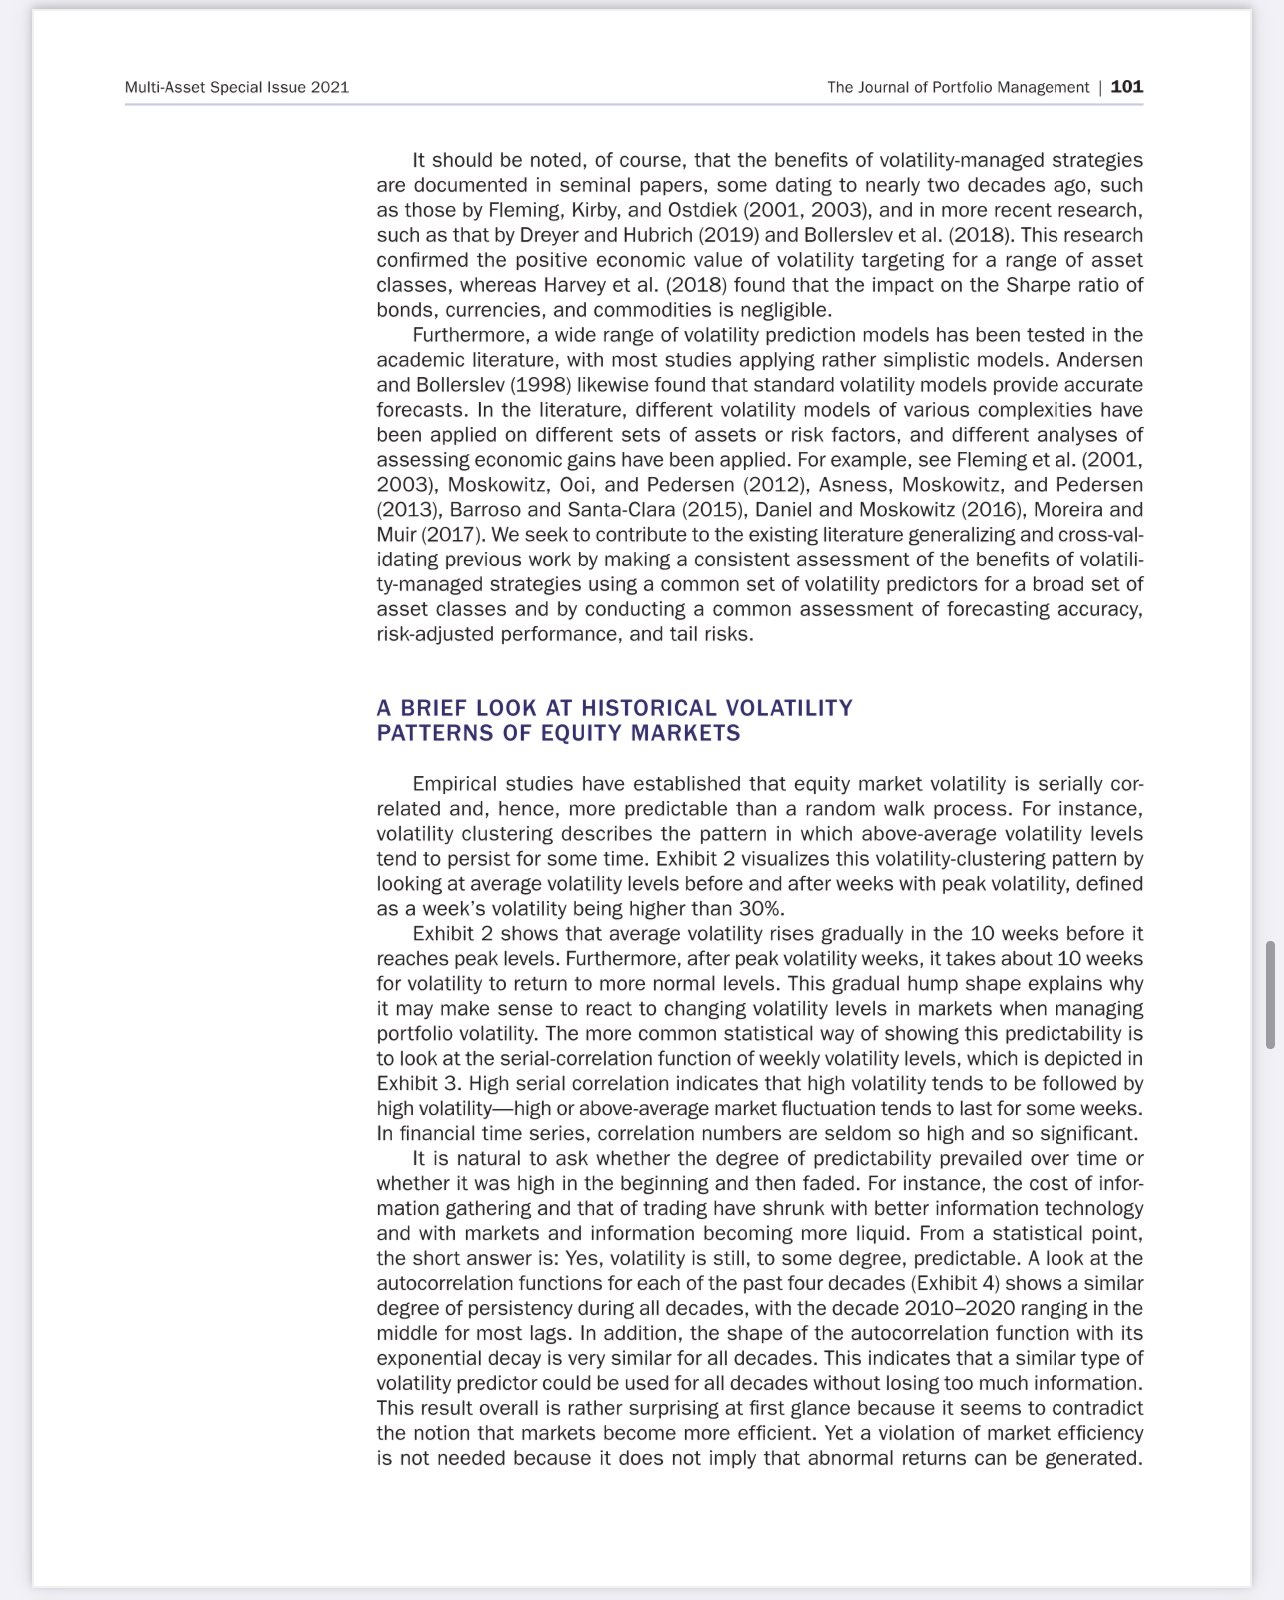 Multi-Asset Special Issue 2021
The Journal of Portfolio Management | 101
It should be noted, of course, that the benefits of volatility-managed strategies
are documented in seminal papers, some dating to nearly two decades ago, such
as those by Fleming, Kirby, and Ostdiek (2001, 2003), and in more recent research,
such as that by Dreyer and Hubrich (2019) and Bollerslev et al. (2018). This research
confirmed the positive economic value of volatility targeting for a range of asset
classes, whereas Harvey et al. (2018) found that the impact on the Sharpe ratio of
bonds, currencies, and commodities is negligible.
Furthermore, a wide range of volatility prediction models has been tested in the
academic literature, with most studies applying rather simplistic models. Andersen
and Bollerslev (1998) likewise found that standard volatility models provide accurate
forecasts. In the literature, different volatility models of various complexities have
been applied on different sets of assets or risk factors, and different analyses of
assessing economic gains have been applied. For example, see Fleming et al. (2001,
2003), Moskowitz, Ooi, and Pedersen (2012), Asness, Moskowitz, and Pedersen
(2013), Barroso and Santa-Clara (2015), Daniel and Moskowitz (2016), Moreira and
Muir (2017). We seek to contribute to the existing literature generalizing and cross-val-
idating previous work by making a consistent assessment of the benefits of volatili-
ty-managed strategies using a common set of volatility predictors for a broad set of
asset classes and by conducting a common assessment of forecasting accuracy,
risk-adjusted performance, and tail risks.
A BRIEF LOOK AT HISTORICAL VOLATILITY
PATTERNS OF EQUITY MARKETS
Empirical studies have established that equity market volatility is serially cor-
related and, hence, more predictable than a random walk process. For instance,
volatility clustering describes the pattern in which above-average volatility levels
tend to persist for some time. Exhibit 2 visualizes this volatility-clustering pattern by
looking at average volatility levels before and after weeks with peak volatility, defined
as a week's volatility being higher than 30%.
Exhibit 2 shows that average volatility rises gradually in the 10 weeks before it
reaches peak levels. Furthermore, after peak volatility weeks, it takes about 10 weeks
for volatility to return to more normal levels. This gradual hump shape explains why
it may make sense to react to changing volatility levels in markets when managing
portfolio volatility. The more common statistical way of showing this predictability is
to look at the serial-correlation function of weekly volatility levels, which is depicted in
Exhibit 3. High serial correlation indicates that high volatility tends to be followed by
high volatility—high or above-average market fluctuation tends to last for some weeks.
In financial time series, correlation numbers are seldom so high and so significant.
It is natural to ask whether the degree of predictability prevailed over time or
whether it was high in the beginning and then faded. For instance, the cost of infor-
mation gathering and that of trading have shrunk with better information technology
and with markets and information becoming more liquid. From a statistical point,
the short answer is: Yes, volatility is still, to some degree, predictable. A look at the
autocorrelation functions for each of the past four decades (Exhibit 4) shows a similar
degree of persistency during all decades, with the decade 2010–2020 ranging in the
middle for most lags. In addition, the shape of the autocorrelation function with its
exponential decay is very similar for all decades. This indicates that a similar type of
volatility predictor could be used for all decades without losing too much information.
This result overall is rather surprising at first glance because it seems to contradict
the notion that markets become more efficient. Yet a violation of market efficiency
is not needed because it does not imply that abnormal returns can be generated.